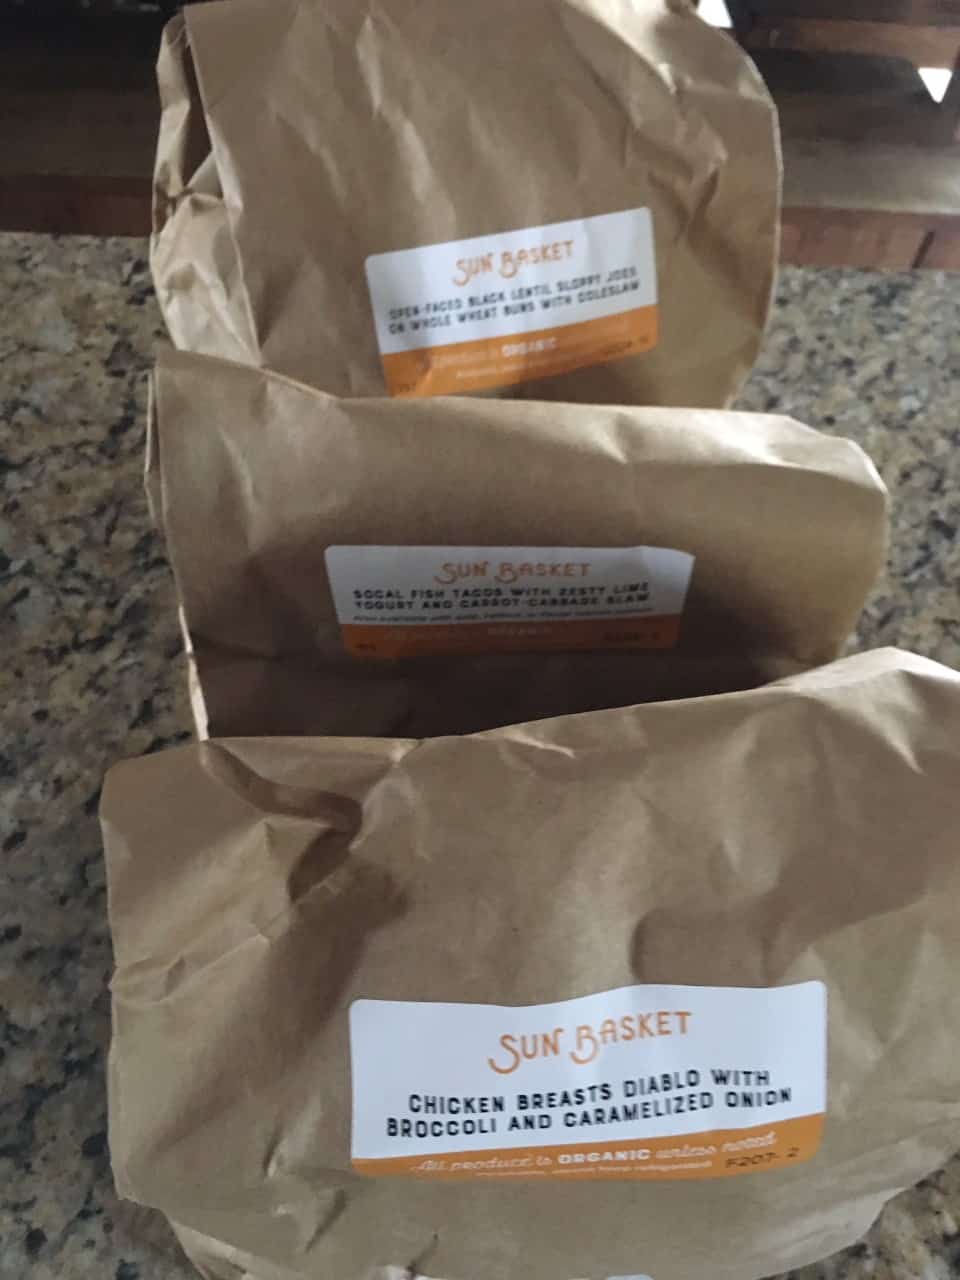 SUN BASKET
OPEN-FACED BLACK LENTIL SLOPPY JOES
ON WHOLE WHEAT BUNS WITH COLESLAW
ORGANIC
SUN BASKET
SOCAL FISH TACOS WITH ZESTY LIME
YOGURT AND CARROT-CABBAGE SLAW
ORGANIC
SUN BASKET
CHICKEN BREASTS DIABLO WITH
BROCCOLI AND CARAMELIZED ONION
All produce is ORGANIC unless noted
F207- 2